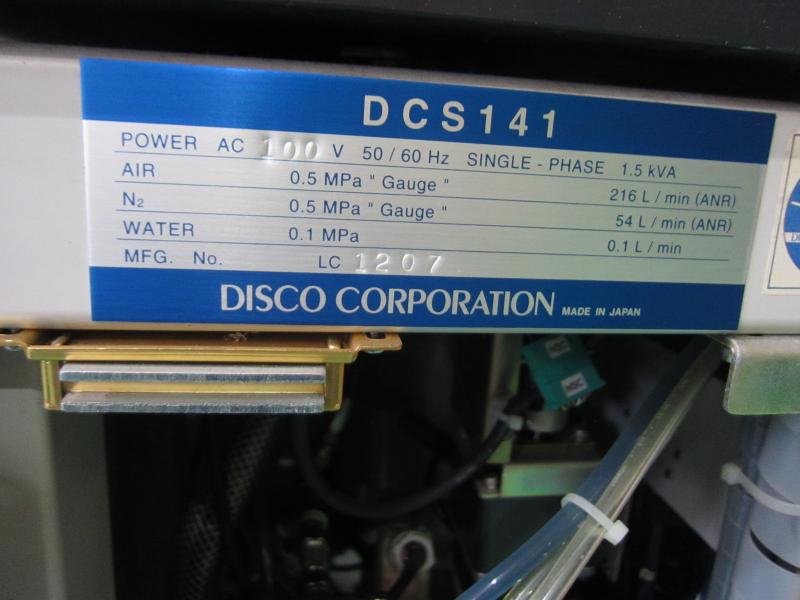 DCS141
POWER AC 100 V 50 / 60 Hz SINGLE - PHASE 1.5 kVA
AIR 0.5 MPa " Gauge " 216 L / min (ANR)
N₂ 0.5 MPa " Gauge " 54 L / min (ANR)
WATER 0.1 MPa 0.1 L / min
MFG. No. LC 1207
DISCO CORPORATION MADE IN JAPAN
NSC
NSC